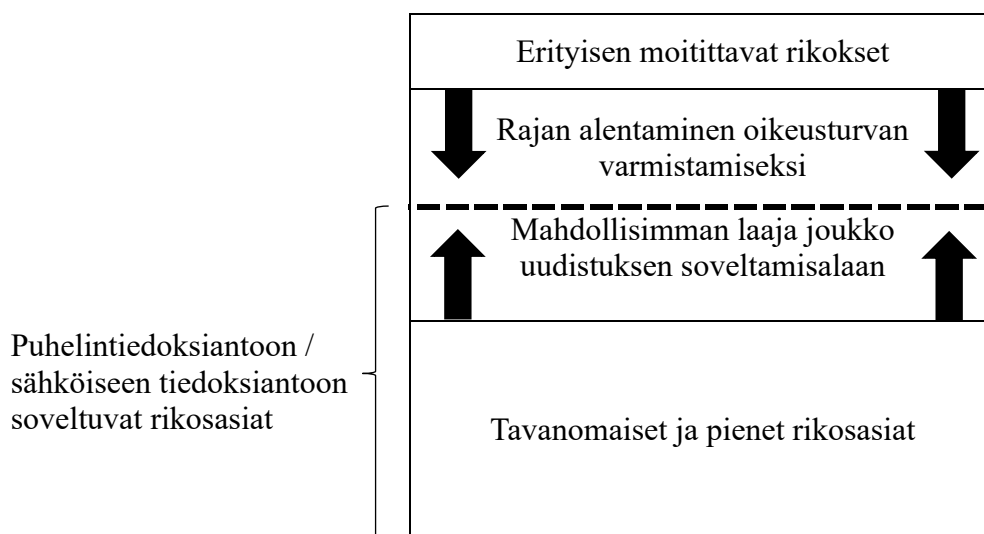 Erityisen moitittavat rikokset
Rajan alentaminen oikeusturvan
varmistamiseksi
Mahdollisimman laaja joukko
uudistuksen soveltamisalaan
Puhelintiedoksiantoon /
sähköiseen tiedoksiantoon
soveltuvat rikosasiat
Tavanomaiset ja pienet rikosasiat